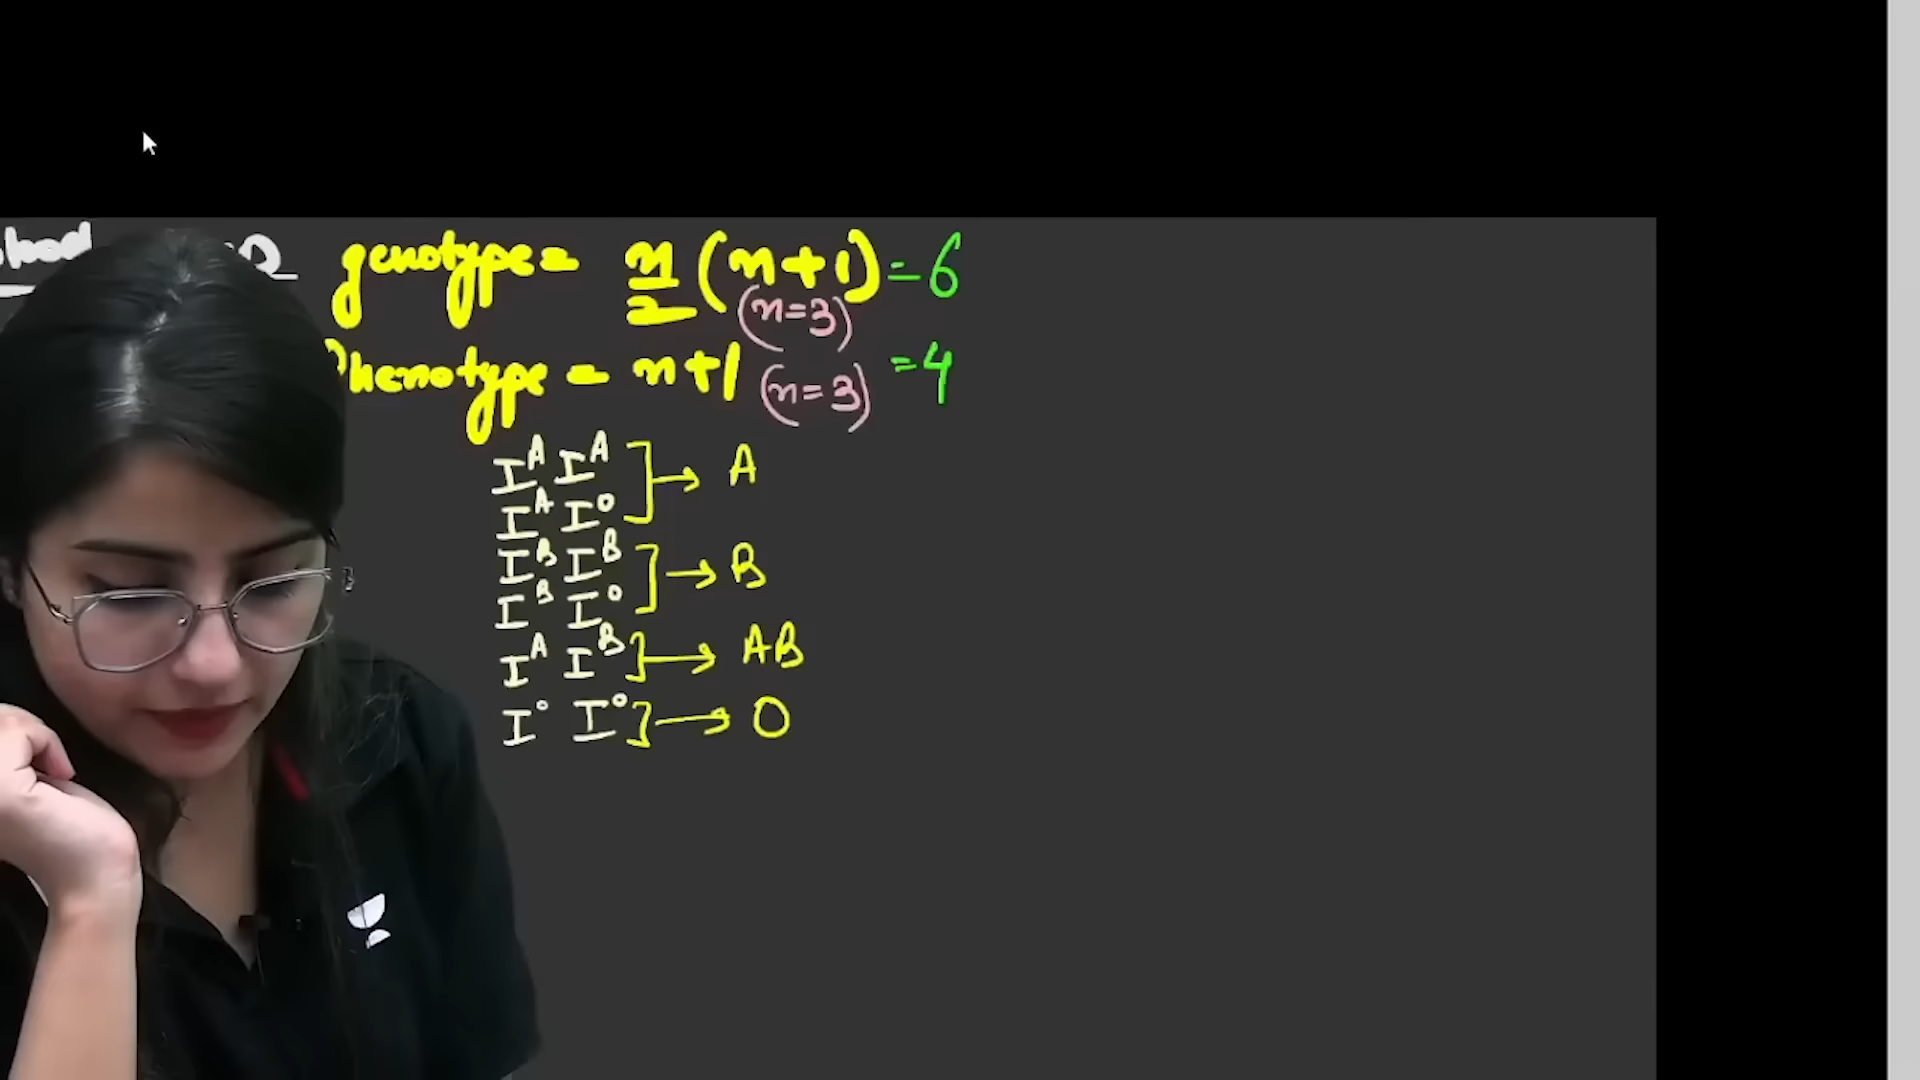 genotype = n/2 (n+1) = 6
(n=3)
Phenotype = n+1 (n=3) = 4
I^A I^A ] → A
I^A I^O
I^B I^B ] → B
I^B I^O
I^A I^B ] → AB
I^O I^O ] → O